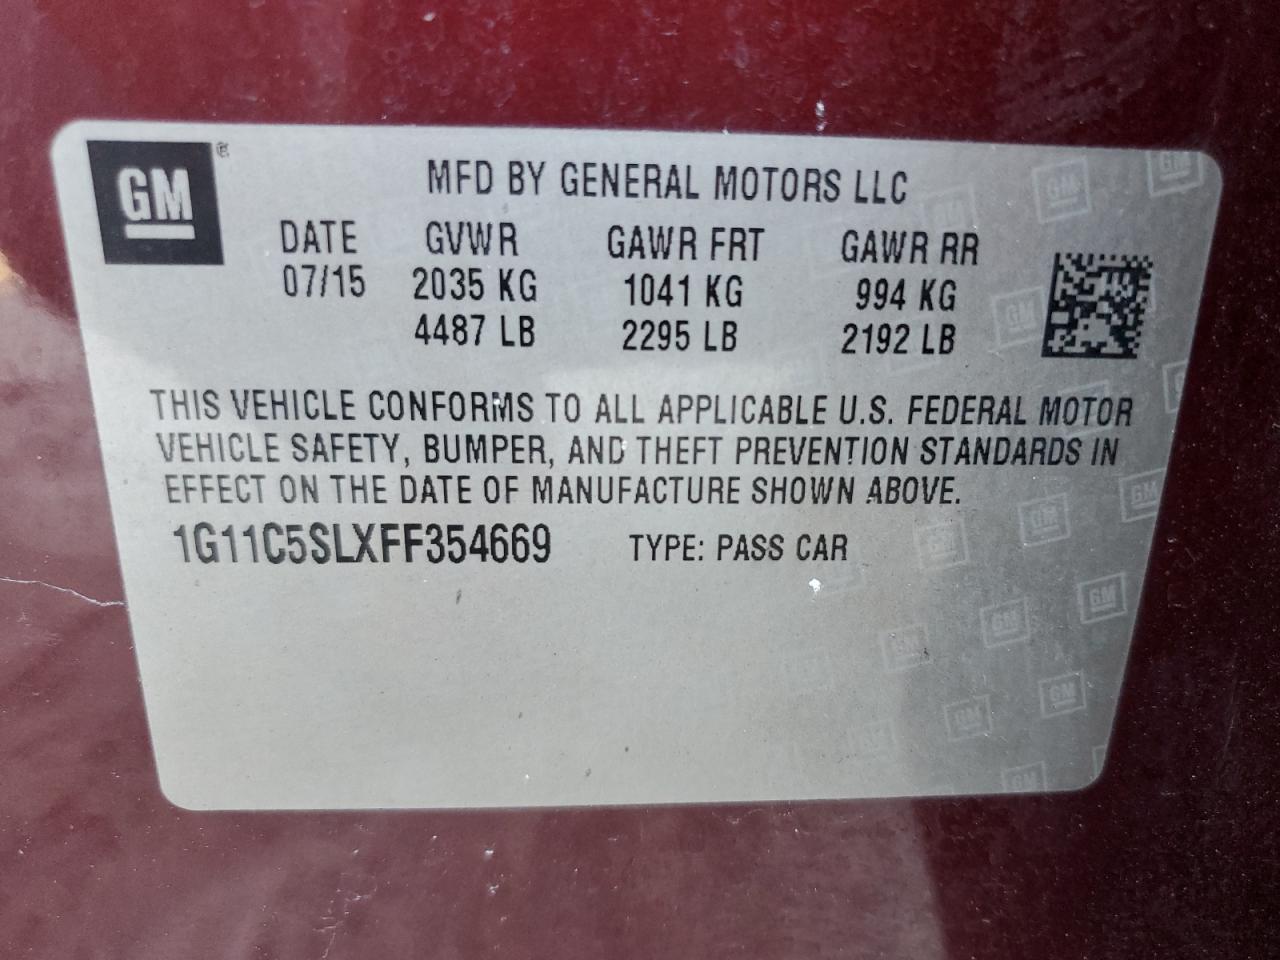 GM®
MFD BY GENERAL MOTORS LLC
DATE GVWR GAWR FRT GAWR RR
07/15 2035 KG 1041 KG 994 KG
4487 LB 2295 LB 2192 LB
THIS VEHICLE CONFORMS TO ALL APPLICABLE U.S. FEDERAL MOTOR
VEHICLE SAFETY, BUMPER, AND THEFT PREVENTION STANDARDS IN
EFFECT ON THE DATE OF MANUFACTURE SHOWN ABOVE.
1G11C5SLXFF354669 TYPE: PASS CAR